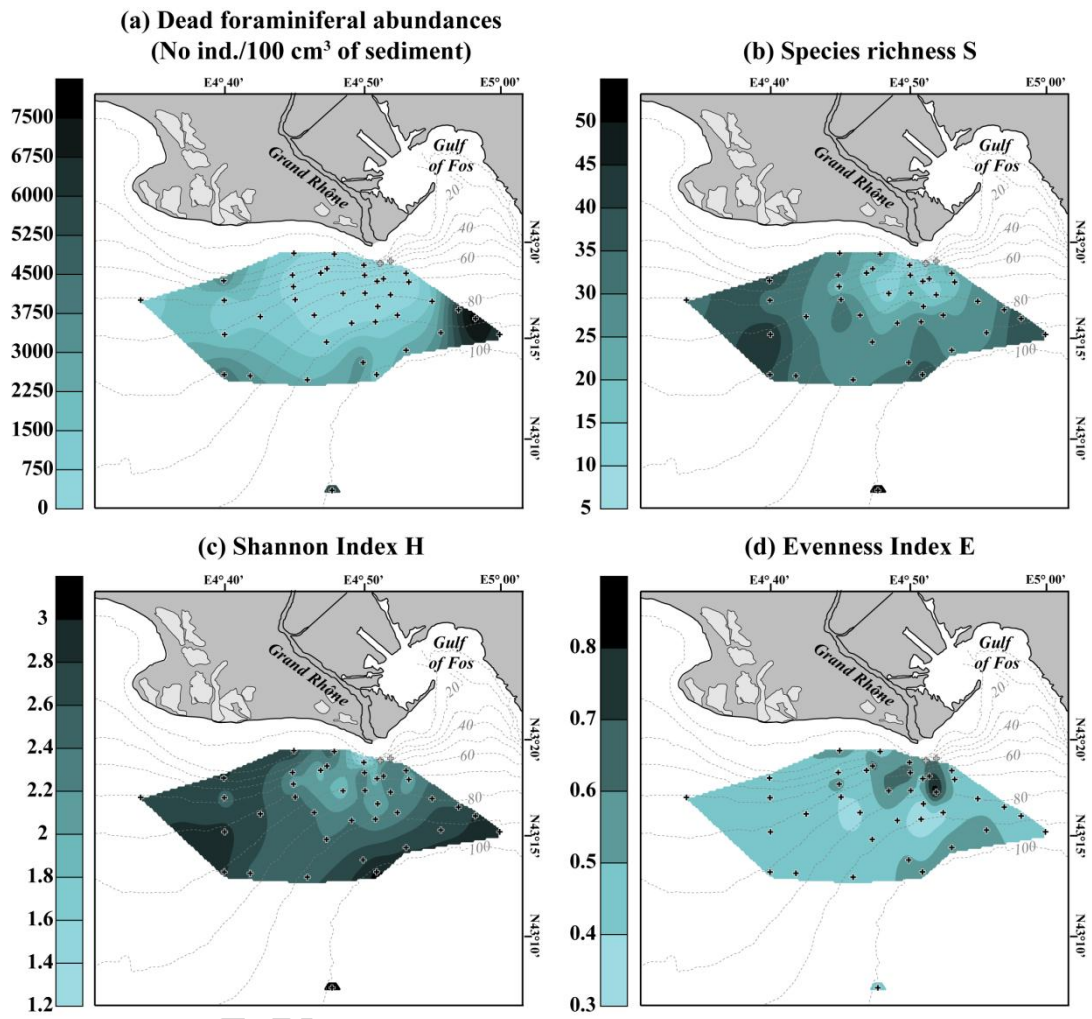 (a) Dead foraminiferal abundances
(No ind./100 cm³ of sediment)
E4° 40'
E4° 50'
E5° 00'
7500
6750
6000
5250
4500
3750
3000
2250
1500
750
0
Grand Rhône
Gulf
of Fos
20
40
60
80
100
N43°20'
N43°15'
N43°10'
(b) Species richness S
E4° 40'
E4° 50'
E5° 00'
50
45
40
35
30
25
20
15
10
5
Grand Rhône
Gulf
of Fos
20
40
60
80
100
N43°20'
N43°15'
N43°10'
(c) Shannon Index H
E4° 40'
E4° 50'
E5° 00'
3
2.8
2.6
2.4
2.2
2
1.8
1.6
1.4
1.2
Grand Rhône
Gulf
of Fos
20
40
60
80
100
N43°20'
N43°15'
N43°10'
(d) Evenness Index E
E4° 40'
E4° 50'
E5° 00'
0.8
0.7
0.6
0.5
0.4
0.3
Grand Rhône
Gulf
of Fos
20
40
60
80
100
N43°20'
N43°15'
N43°10'